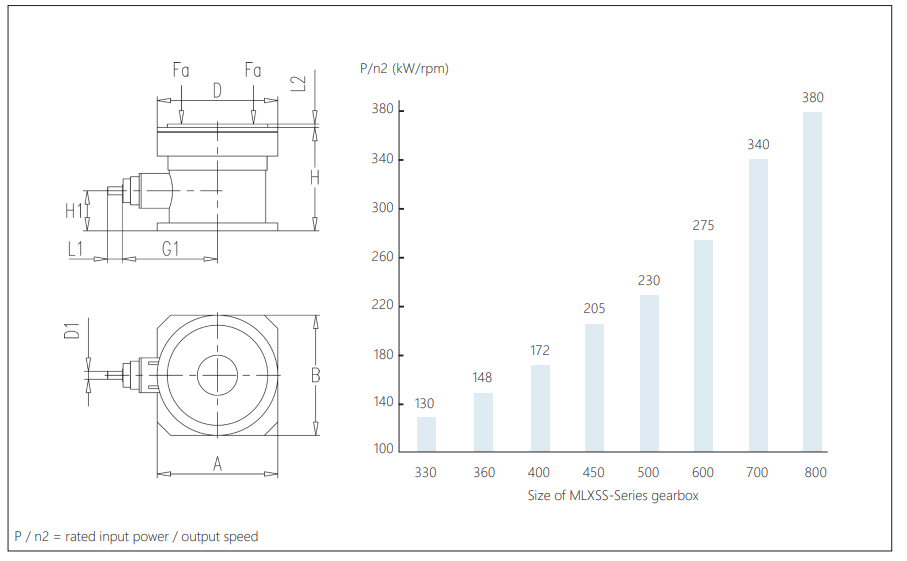 Fa
Fa
L2
D
H
H1
L1
G1
D1
B
A
P/n2 (kW/rpm)
380
340
300
260
220
180
140
100
130
148
172
205
230
275
340
380
330 360 400 450 500 600 700 800
Size of MLXSS-Series gearbox
P / n2 = rated input power / output speed